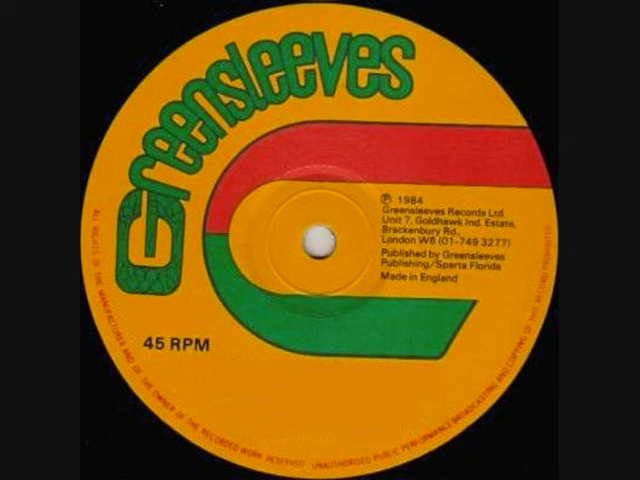 Greensleeves
℗ 1984
Greensleeves Records Ltd.
Unit 7, Goldhawk Ind. Estate,
Brackenbury Rd.,
London W6 (01-749 3277)
Published by Greensleeves
Publishing/Sparta Florida
Made in England
45 RPM
ALL RIGHTS OF THE MANUFACTURER AND OF THE OWNER OF THE RECORDED WORK RESERVED. UNAUTHORISED PUBLIC PERFORMANCE BROADCASTING AND COPYING OF THIS RECORD PROHIBITED